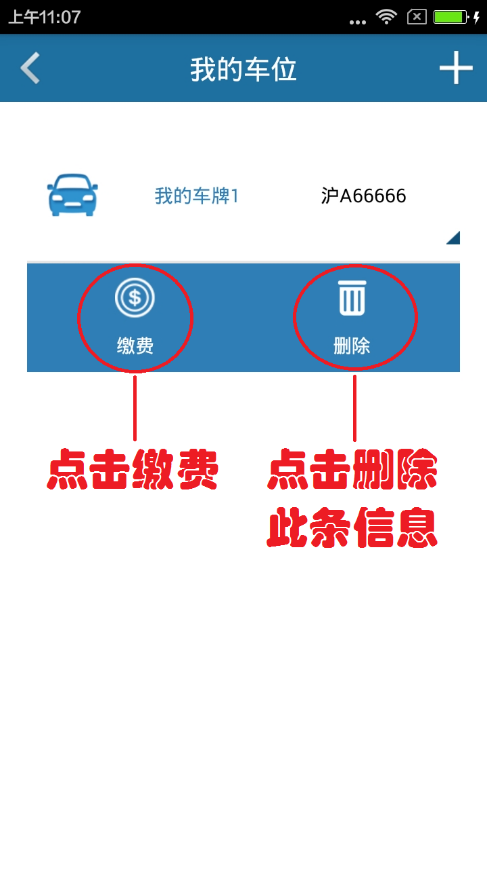 上午11:07
我的车位
我的车牌1 沪A66666
缴费 删除
点击缴费 点击删除
此条信息